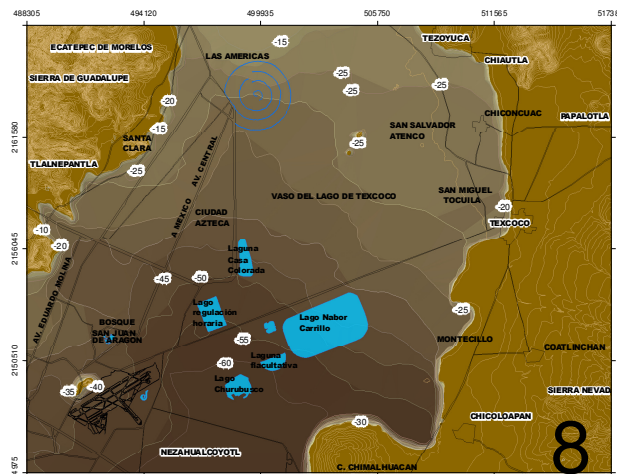 488305 494120 499935 505750 511565 51738
ECATEPEC DE MORELOS
LAS AMERICAS
-15
TEZOYUCA
CHIAUTLA
SIERRA DE GUADALUPE
-25
-25
-25
-20
-15
SANTA
CLARA
SAN SALVADOR
ATENCO
CHICONCUAC
PAPALOTLA
2161580
-25
TLALNEPANTLA
-25
A MEXICO AV. CENTRAL
VASO DEL LAGO DE TEXCOCO
SAN MIGUEL
TOCUILA
-20
CIUDAD
AZTECA
TEXCOCO
-10
-20
2156045
Laguna
Casa
Colorada
-45
-50
AV. EDUARDO MOLINA
Lago
regulación
horaria
Lago Nabor
Carrillo
-25
BOSQUE
SAN JUAN
DE ARAGON
-55
MONTECILLO
COATLINCHAN
2150510
-60
Laguna
flacultativa
Lago
Churubusco
-35
-40
SIERRA NEVAD
-30
CHICOLOAPAN
8
NEZAHUALCOYOTL
C. CHIMALHUACAN
4975